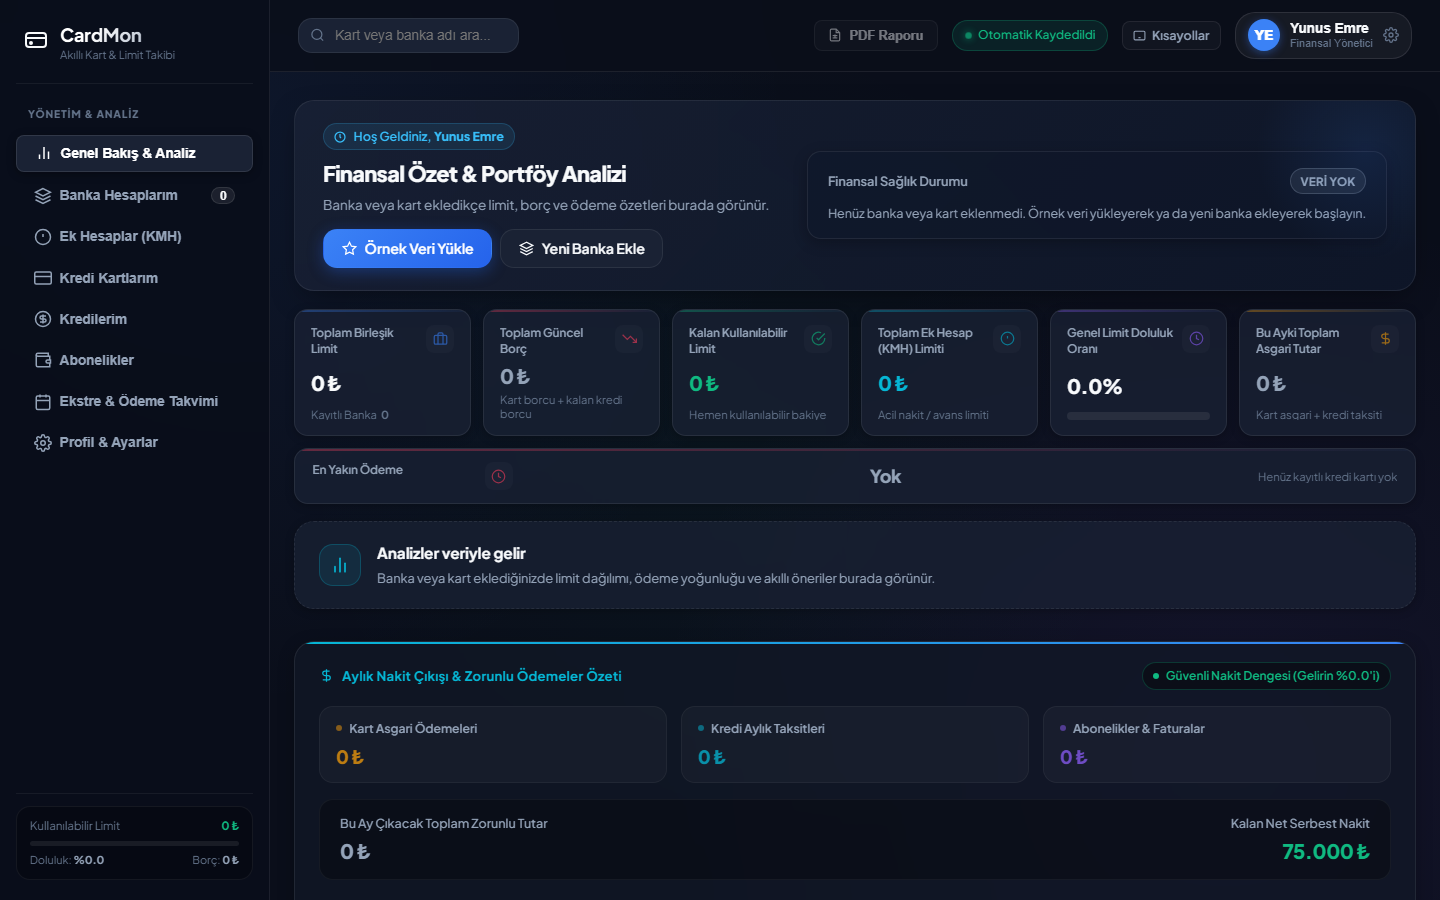 CardMon
Akıllı Kart & Limit Takibi
YÖNETİM & ANALİZ
Genel Bakış & Analiz
Banka Hesaplarım 0
Ek Hesaplar (KMH)
Kredi Kartlarım
Kredilerim
Abonelikler
Ekstre & Ödeme Takvimi
Profil & Ayarlar
Kullanılabilir Limit 0 ₺
Doluluk: %0.0 Borç: 0 ₺
Kart veya banka adı ara...
PDF Raporu
Otomatik Kaydedildi
Kısayollar
YE
Yunus Emre
Finansal Yönetici
Hoş Geldiniz, Yunus Emre
Finansal Özet & Portföy Analizi
Banka veya kart ekledikçe limit, borç ve ödeme özetleri burada görünür.
Örnek Veri Yükle
Yeni Banka Ekle
Finansal Sağlık Durumu VERİ YOK
Henüz banka veya kart eklenmedi. Örnek veri yükleyerek ya da yeni banka ekleyerek başlayın.
Toplam Birleşik
Limit
0 ₺
Kayıtlı Banka 0
Toplam Güncel
Borç
0 ₺
Kart borcu + kalan kredi
borcu
Kalan Kullanılabilir
Limit
0 ₺
Hemen kullanılabilir bakiye
Toplam Ek Hesap
(KMH) Limiti
0 ₺
Acil nakit / avans limiti
Genel Limit Doluluk
Oranı
0.0%
Bu Ayki Toplam
Asgari Tutar
0 ₺
Kart asgari + kredi taksiti
En Yakın Ödeme
Yok
Henüz kayıtlı kredi kartı yok
Analizler veriyle gelir
Banka veya kart eklediğinizde limit dağılımı, ödeme yoğunluğu ve akıllı öneriler burada görünür.
Aylık Nakit Çıkışı & Zorunlu Ödemeler Özeti
Güvenli Nakit Dengesi (Gelirin %0.0'i)
Kart Asgari Ödemeleri
0 ₺
Kredi Aylık Taksitleri
0 ₺
Abonelikler & Faturalar
0 ₺
Bu Ay Çıkacak Toplam Zorunlu Tutar
0 ₺
Kalan Net Serbest Nakit
75.000 ₺